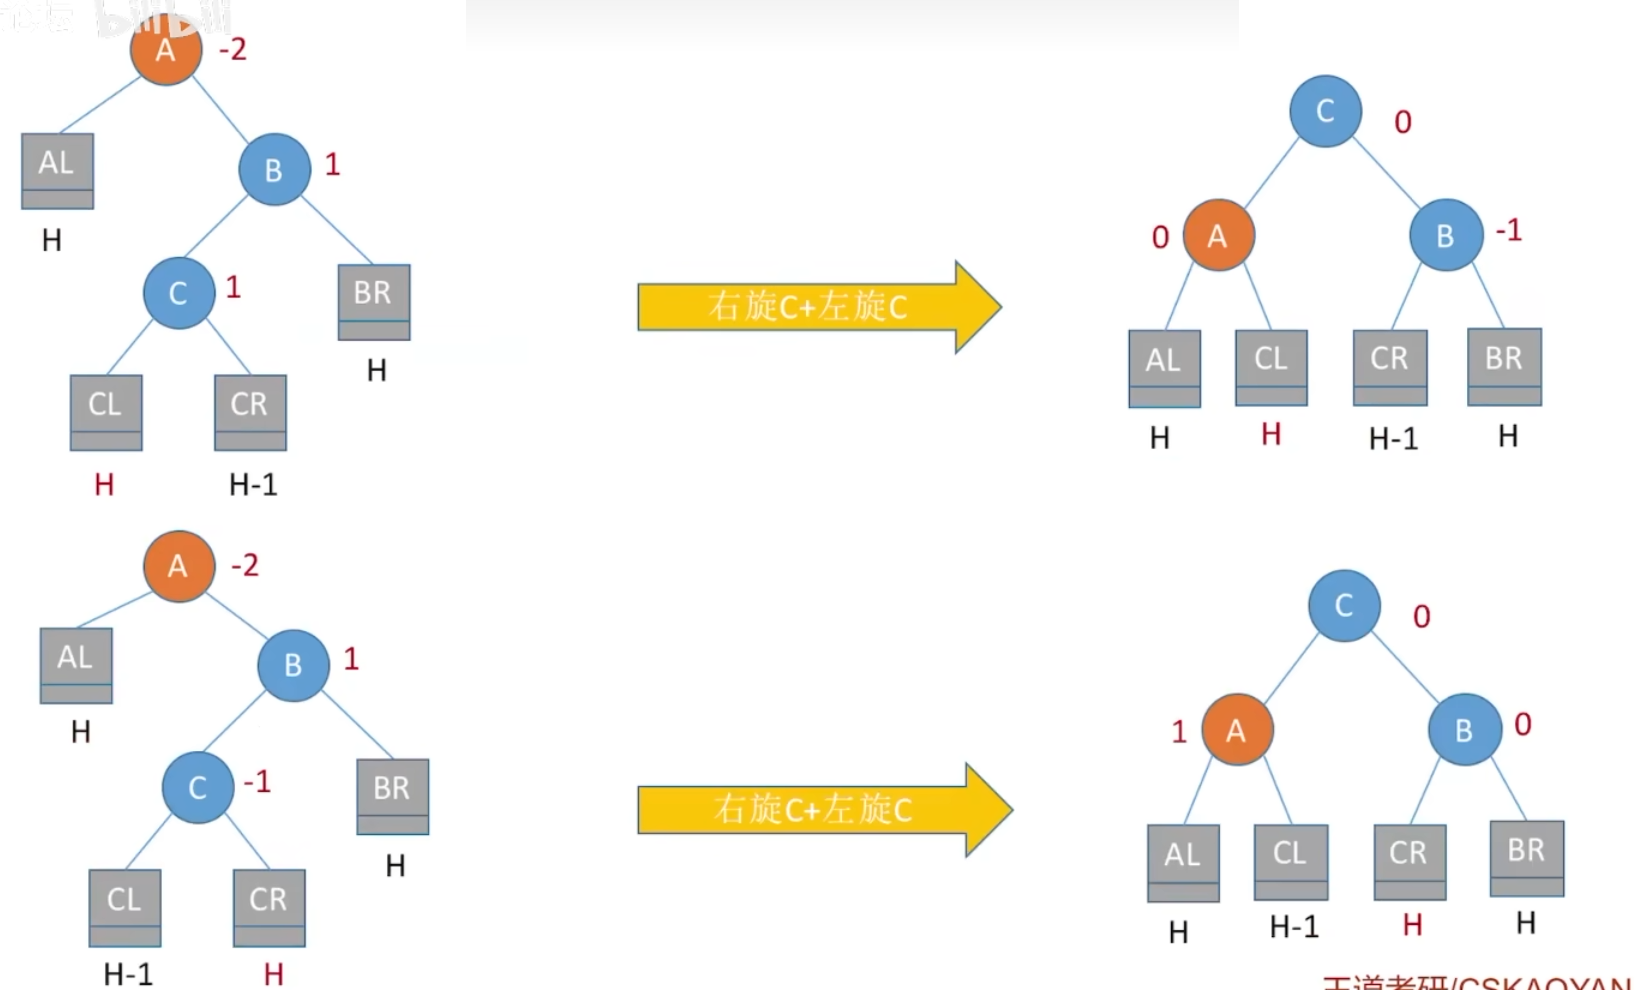 bilibili
A -2
AL
B 1
H
C 1
BR
H
CL
CR
H
H-1
右旋C+左旋C
C 0
0 A
B -1
AL
CL
CR
BR
H
H
H-1
H
A -2
AL
B 1
H
C -1
BR
H
CL
CR
H-1
H
右旋C+左旋C
C 0
1 A
B 0
AL
CL
CR
BR
H
H-1
H
H
王道考研/CSKAOYAN